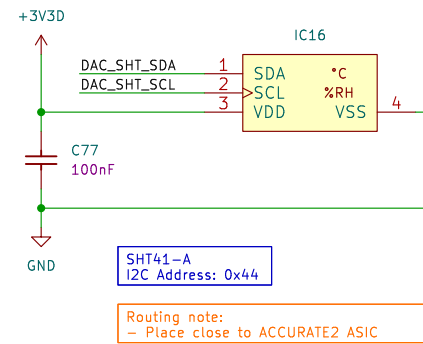 +3V3D
IC16
DAC_SHT_SDA
1
SDA
°C
DAC_SHT_SCL
2
SCL
%RH
3
VDD
VSS
4
C77
100nF
GND
SHT41-A
I2C Address: 0x44
Routing note:
- Place close to ACCURATE2 ASIC